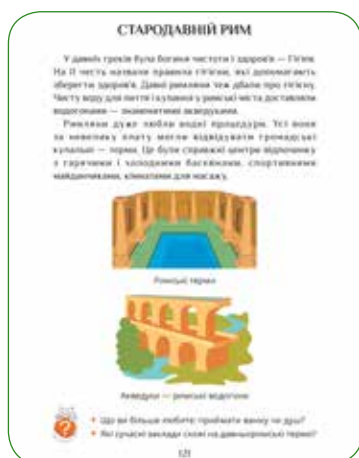 СТАРОДАВНІЙ РИМ
У давніх греків була богиня чистоти і здоров'я — Гігієя.
На її честь назвали правила гігієни, які допомагають
зберегти здоров'я. Давні римляни теж дбали про гігієну.
Чисту воду для пиття і купання у римські міста доставляли
водогонами — знаменитими акведуками.
Римляни дуже любили водні процедури. Усі вони
за невелику плату могли відвідувати громадські
купальні — терми. Це були справжні центри відпочинку
з гарячими і холодними басейнами, спортивними
майданчиками, кімнатами для масажу.
Римські терми
Акведуки — римські водогони
• Що ви більше любите: приймати ванну чи душ?
• Які сучасні заклади схожі на давньоримські терми?
121